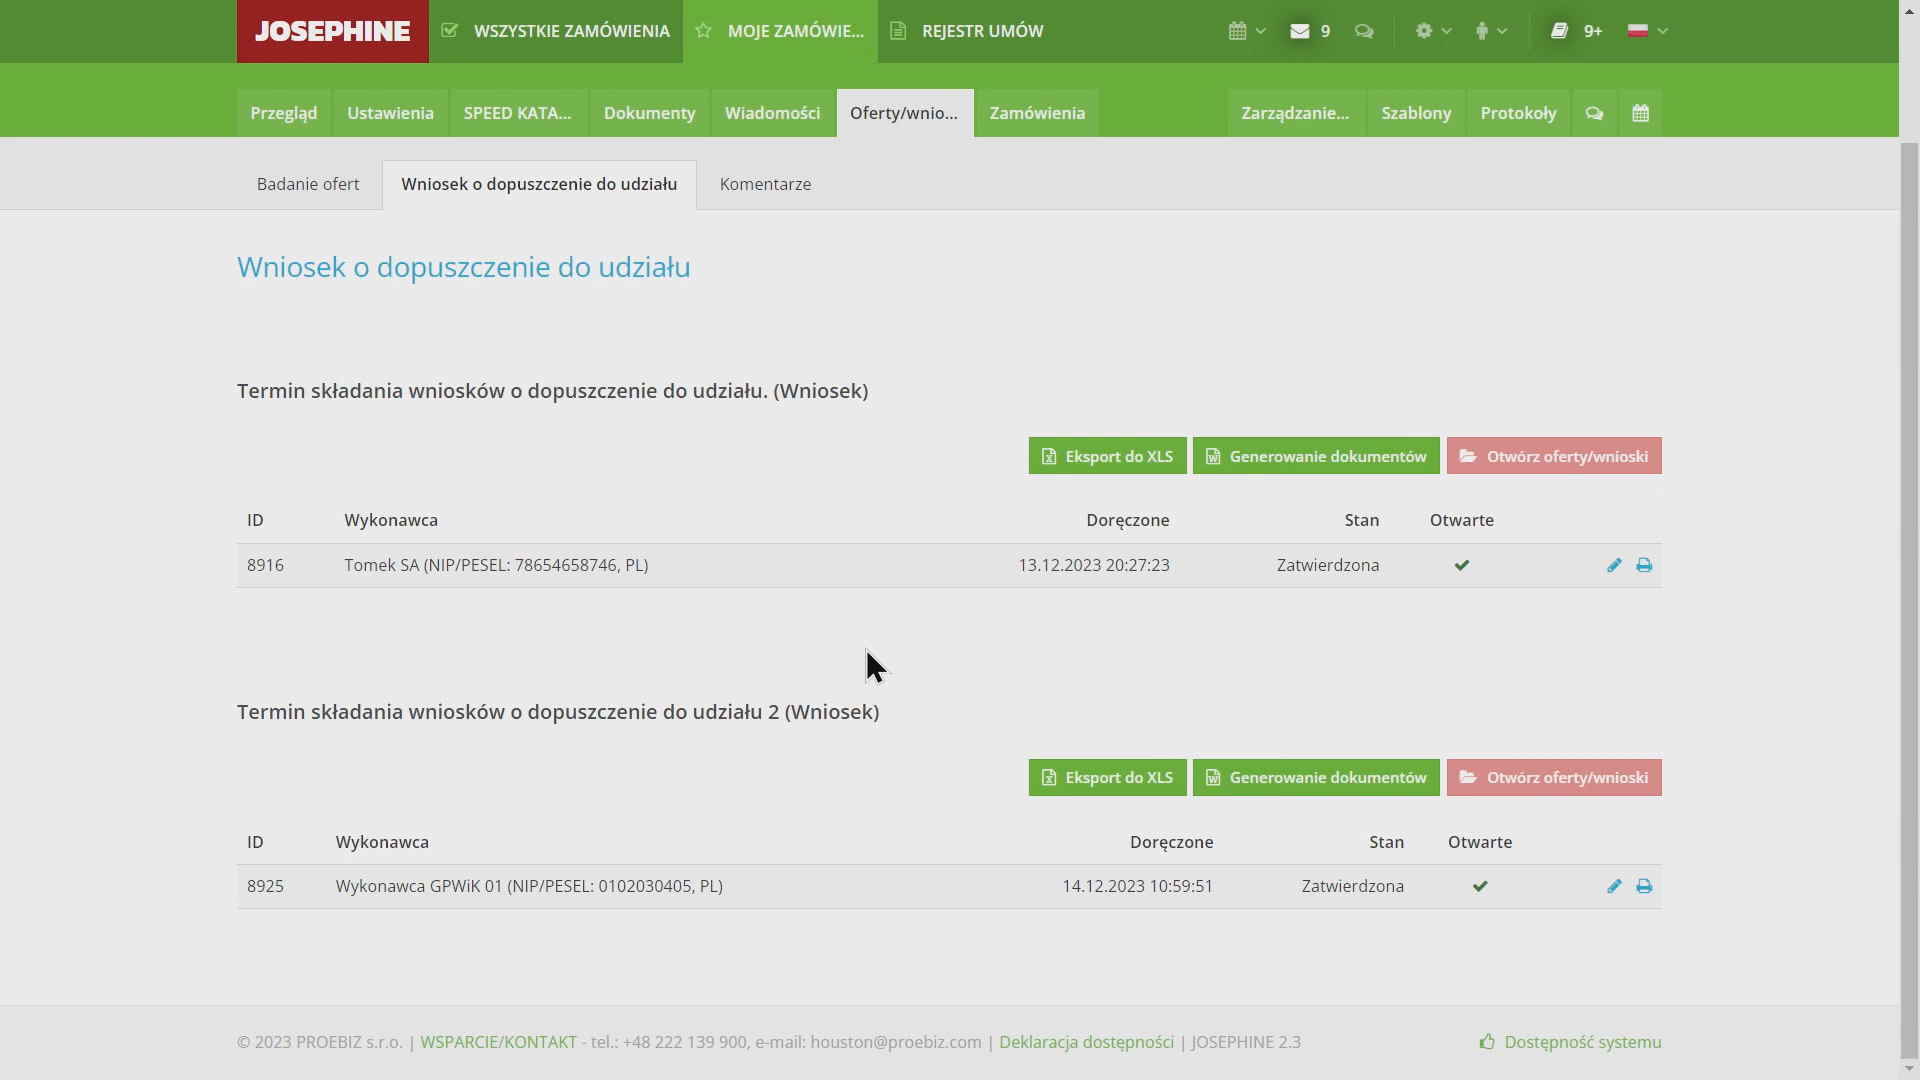 JOSEPHINE WSZYSTKIE ZAMÓWIENIA MOJE ZAMÓWIE... REJESTR UMÓW 9 9+
Przegląd Ustawienia SPEED KATA... Dokumenty Wiadomości Oferty/wnio... Zamówienia Zarządzanie... Szablony Protokoły
Badanie ofert Wniosek o dopuszczenie do udziału Komentarze
Wniosek o dopuszczenie do udziału
Termin składania wniosków o dopuszczenie do udziału. (Wniosek)
Eksport do XLS Generowanie dokumentów Otwórz oferty/wnioski
ID Wykonawca Doręczone Stan Otwarte
8916 Tomek SA (NIP/PESEL: 78654658746, PL) 13.12.2023 20:27:23 Zatwierdzona
Termin składania wniosków o dopuszczenie do udziału 2 (Wniosek)
Eksport do XLS Generowanie dokumentów Otwórz oferty/wnioski
ID Wykonawca Doręczone Stan Otwarte
8925 Wykonawca GPWiK 01 (NIP/PESEL: 0102030405, PL) 14.12.2023 10:59:51 Zatwierdzona
© 2023 PROEBIZ s.r.o. | WSPARCIE/KONTAKT - tel.: +48 222 139 900, e-mail: houston@proebiz.com | Deklaracja dostępności | JOSEPHINE 2.3 Dostępność systemu